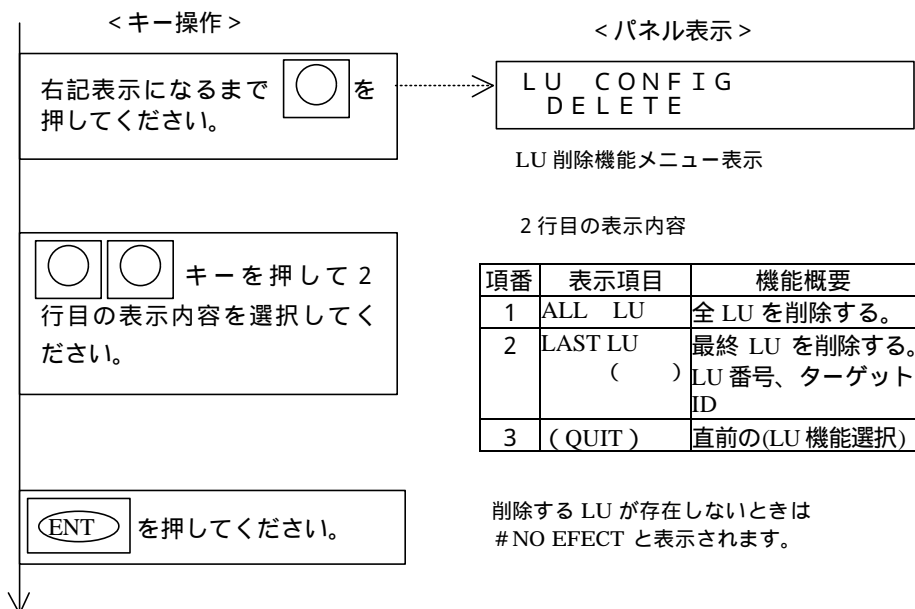 <キー操作>
<パネル表示>
右記表示になるまで を
押してください。
LU CONFIG
DELETE
LU 削除機能メニュー表示
2 行目の表示内容
キーを押して 2
行目の表示内容を選択してく
ださい。
項番 表示項目 機能概要
1 ALL LU 全 LU を削除する。
2 LAST LU 最終 LU を削除する。
( ) LU 番号、ターゲット
ID
3 (QUIT) 直前の(LU 機能選択)
ENT を押してください。
削除する LU が存在しないときは
#NO EFECT と表示されます。